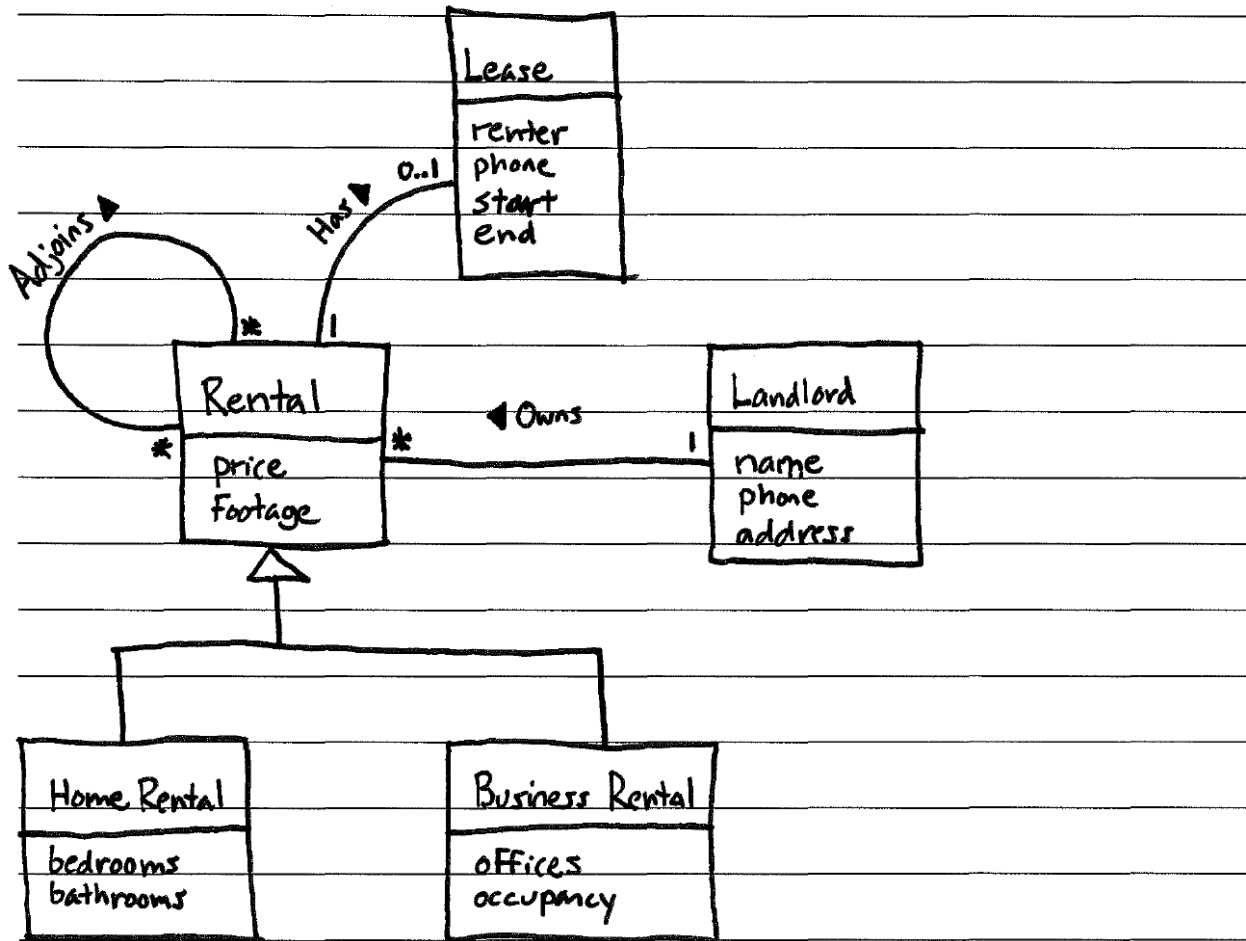 Lease
renter
phone
start
end
0..1
Has ▼
Adjoins ▲
*
1
Rental
*
price
Footage
◀ Owns
*
1
Landlord
name
phone
address
Home Rental
bedrooms
bathrooms
Business Rental
offices
occupancy